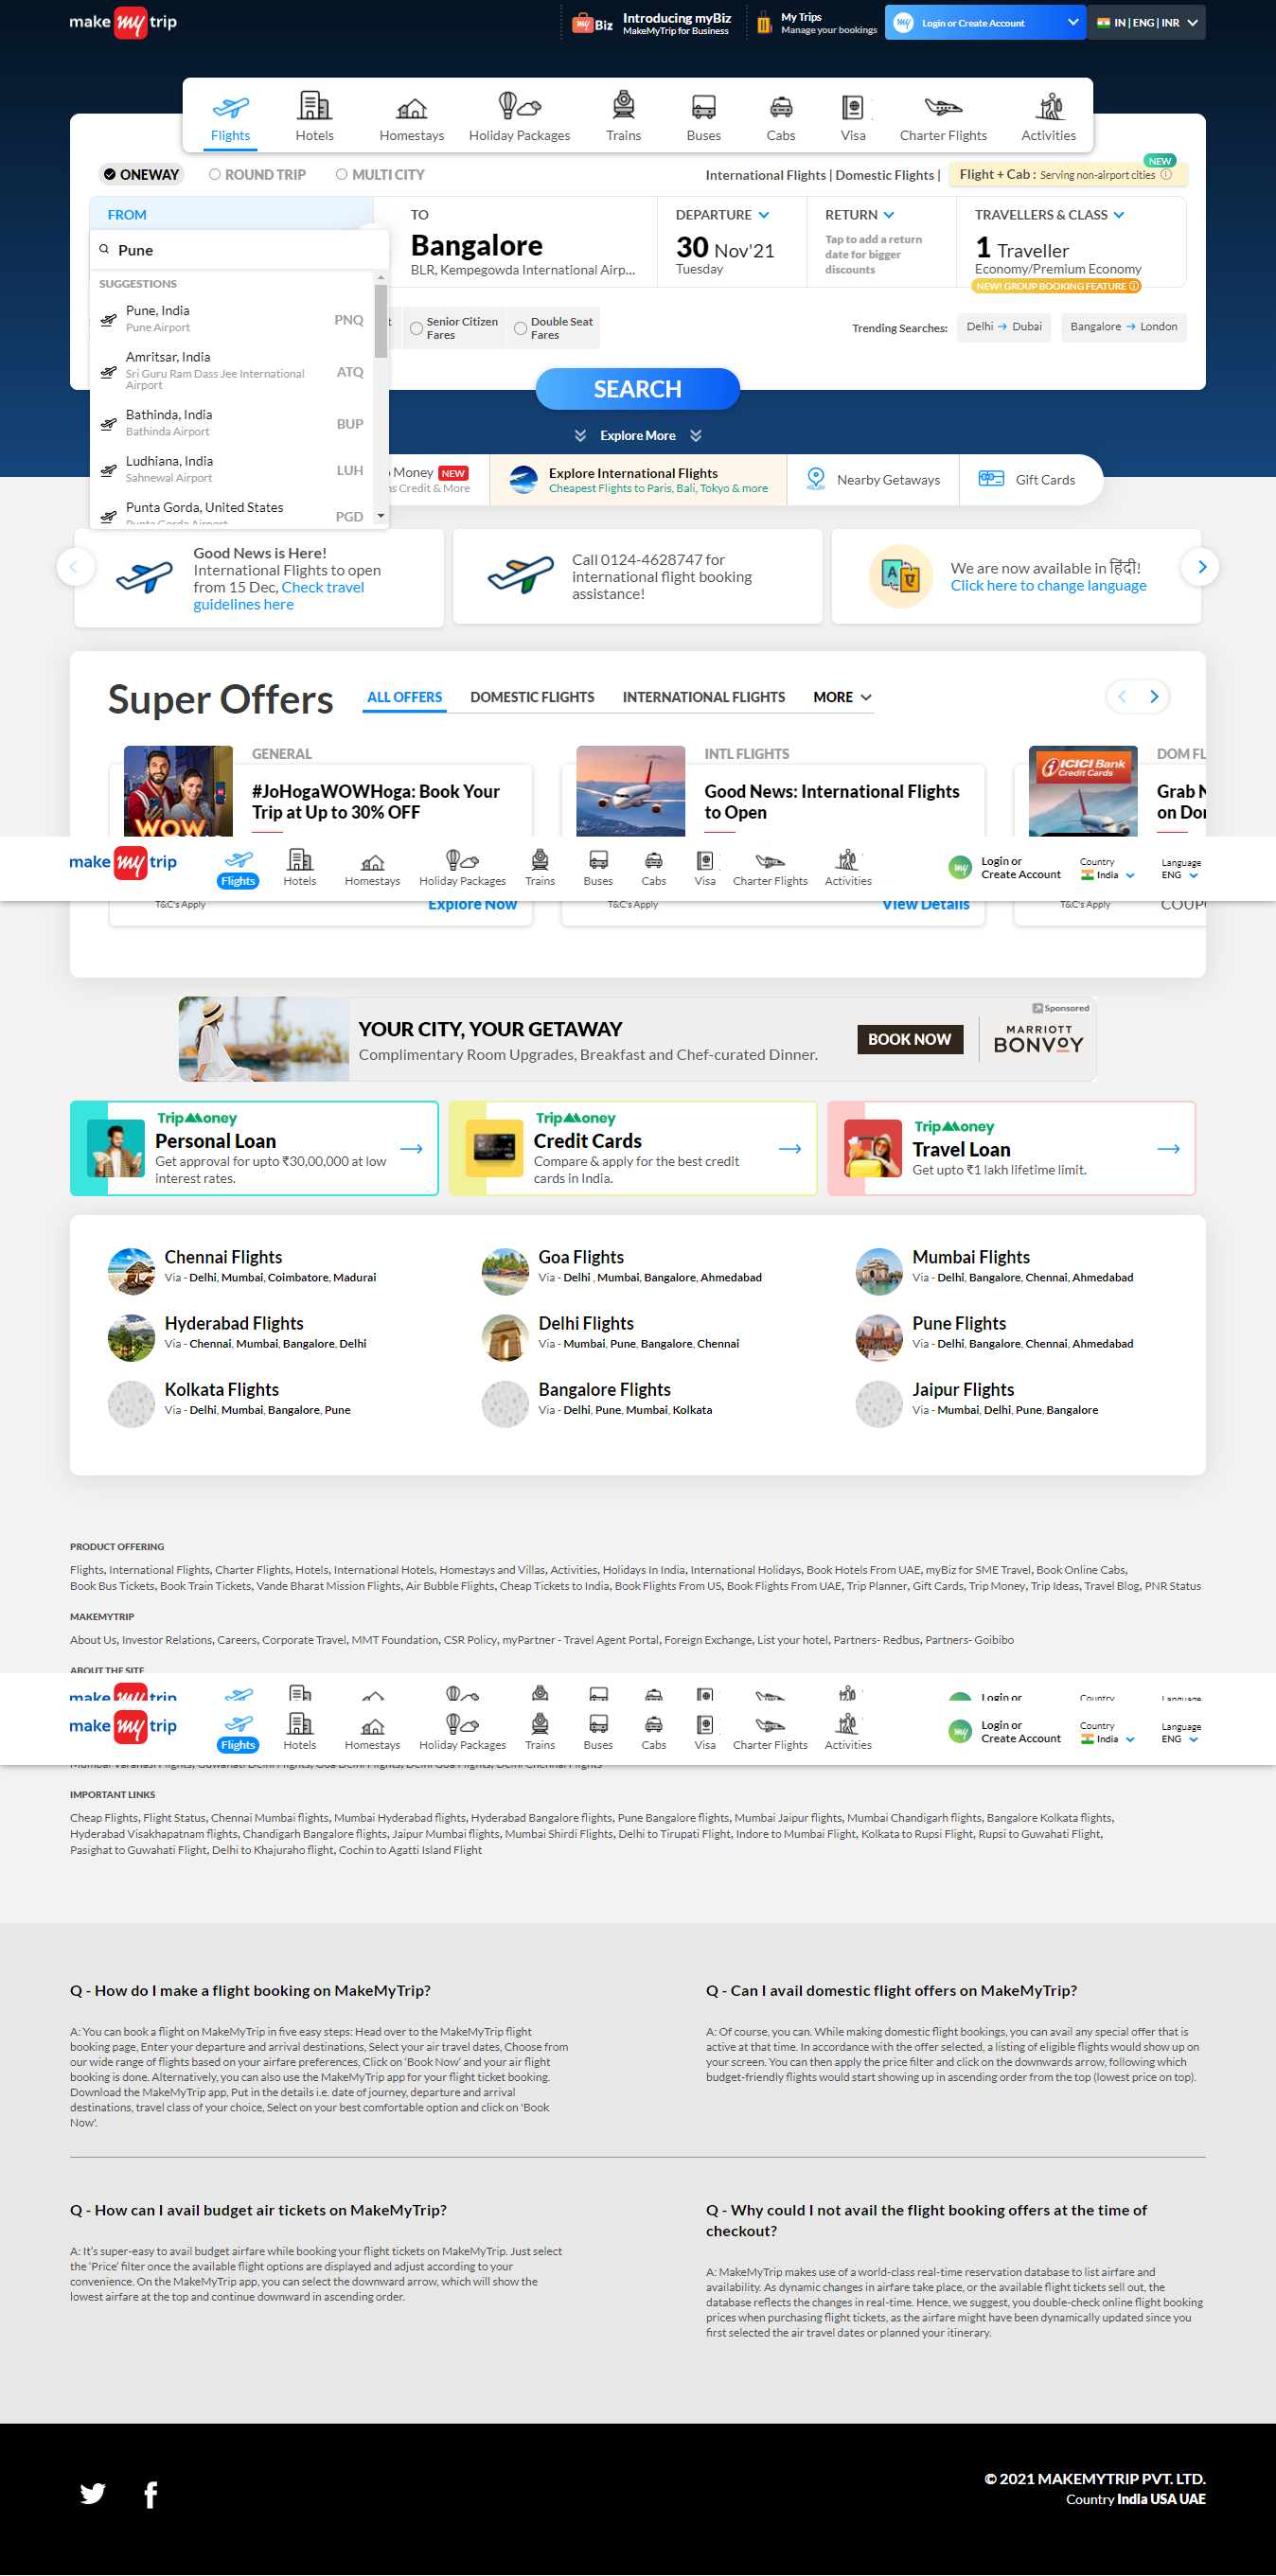 make my trip
my Biz
Introducing myBiz
MakeMyTrip for Business
My Trips
Manage your bookings
my Login or Create Account
IN | ENG | INR
Flights
Hotels
Homestays
Holiday Packages
Trains
Buses
Cabs
Visa
Charter Flights
Activities
ONEWAY
ROUND TRIP
MULTI CITY
International Flights | Domestic Flights |
NEW
Flight + Cab : Serving non-airport cities
FROM
Pune
TO
Bangalore
BLR, Kempegowda International Airp...
DEPARTURE
30 Nov'21
Tuesday
RETURN
Tap to add a return
date for bigger
discounts
TRAVELLERS & CLASS
1 Traveller
Economy/Premium Economy
NEW! GROUP BOOKING FEATURE
SUGGESTIONS
Pune, India
Pune Airport
PNQ
Amritsar, India
Sri Guru Ram Dass Jee International
Airport
ATQ
Bathinda, India
Bathinda Airport
BUP
Ludhiana, India
Sahnewal Airport
LUH
Punta Gorda, United States
Punta Gorda Airport
PGD
Senior Citizen
Fares
Double Seat
Fares
Trending Searches:
Delhi → Dubai
Bangalore → London
SEARCH
Explore More
Money NEW
Credit & More
Explore International Flights
Cheapest Flights to Paris, Bali, Tokyo & more
Nearby Getaways
Gift Cards
Good News is Here!
International Flights to open
from 15 Dec, Check travel
guidelines here
Call 0124-4628747 for
international flight booking
assistance!
We are now available in हिंदी!
Click here to change language
Super Offers
ALL OFFERS
DOMESTIC FLIGHTS
INTERNATIONAL FLIGHTS
MORE
GENERAL
#JoHogaWOWHoga: Book Your
Trip at Up to 30% OFF
WOW
INTL FLIGHTS
Good News: International Flights
to Open
ICICI Bank
Credit Cards
DOM FL
Grab
on
make my trip
Flights
Hotels
Homestays
Holiday Packages
Trains
Buses
Cabs
Visa
Charter Flights
Activities
my Login or
Create Account
Country
India
Language
ENG
T&C's Apply
Explore Now
T&C's Apply
View Details
T&C's Apply
COUP
YOUR CITY, YOUR GETAWAY
Complimentary Room Upgrades, Breakfast and Chef-curated Dinner.
BOOK NOW
Sponsored
MARRIOTT
BONVOY
TripMoney
Personal Loan
Get approval for upto ₹30,00,000 at low
interest rates.
TripMoney
Credit Cards
Compare & apply for the best credit
cards in India.
TripMoney
Travel Loan
Get upto ₹1 lakh lifetime limit.
Chennai Flights
Via - Delhi, Mumbai, Coimbatore, Madurai
Goa Flights
Via - Delhi , Mumbai, Bangalore, Ahmedabad
Mumbai Flights
Via - Delhi, Bangalore, Chennai, Ahmedabad
Hyderabad Flights
Via - Chennai, Mumbai, Bangalore, Delhi
Delhi Flights
Via - Mumbai, Pune, Bangalore, Chennai
Pune Flights
Via - Delhi, Bangalore, Chennai, Ahmedabad
Kolkata Flights
Via - Delhi, Mumbai, Bangalore, Pune
Bangalore Flights
Via - Delhi, Pune, Mumbai, Kolkata
Jaipur Flights
Via - Mumbai, Delhi, Pune, Bangalore
PRODUCT OFFERING
Flights, International Flights, Charter Flights, Hotels, International Hotels, Homestays and Villas, Activities, Holidays In India, International Holidays, Book Hotels From UAE, myBiz for SME Travel, Book Online Cabs,
Book Bus Tickets, Book Train Tickets, Vande Bharat Mission Flights, Air Bubble Flights, Cheap Tickets to India, Book Flights From US, Book Flights From UAE, Trip Planner, Gift Cards, Trip Money, Trip Ideas, Travel Blog, PNR Status
MAKEMYTRIP
About Us, Investor Relations, Careers, Corporate Travel, MMT Foundation, CSR Policy, myPartner - Travel Agent Portal, Foreign Exchange, List your hotel, Partners- Redbus, Partners- Goibibo
ABOUT THE SITE
make my trip
Login or
Country
Language
make my trip
Flights
Hotels
Homestays
Holiday Packages
Trains
Buses
Cabs
Visa
Charter Flights
Activities
my Login or
Create Account
Country
India
Language
ENG
Mumbai Varanasi Flights, Guwahati Delhi Flights, Goa Delhi Flights, Delhi Goa Flights, Delhi Chennai Flights
IMPORTANT LINKS
Cheap Flights, Flight Status, Chennai Mumbai flights, Mumbai Hyderabad flights, Hyderabad Bangalore flights, Pune Bangalore flights, Mumbai Jaipur flights, Mumbai Chandigarh flights, Bangalore Kolkata flights,
Hyderabad Visakhapatnam flights, Chandigarh Bangalore flights, Jaipur Mumbai flights, Mumbai Shirdi Flights, Delhi to Tirupati Flight, Indore to Mumbai Flight, Kolkata to Rupsi Flight, Rupsi to Guwahati Flight,
Pasighat to Guwahati Flight, Delhi to Khajuraho flight, Cochin to Agatti Island Flight
Q - How do I make a flight booking on MakeMyTrip?
A: You can book a flight on MakeMyTrip in five easy steps: Head over to the MakeMyTrip flight
booking page, Enter your departure and arrival destinations, Select your air travel dates, Choose from
our wide range of flights based on your airfare preferences, Click on 'Book Now' and your air flight
booking is done. Alternatively, you can also use the MakeMyTrip app for your flight ticket booking.
Download the MakeMyTrip app, Put in the details i.e. date of journey, departure and arrival
destinations, travel class of your choice, Select on your best comfortable option and click on 'Book
Now'.
Q - Can I avail domestic flight offers on MakeMyTrip?
A: Of course, you can. While making domestic flight bookings, you can avail any special offer that is
active at that time. In accordance with the offer selected, a listing of eligible flights would show up on
your screen. You can then apply the price filter and click on the downwards arrow, following which
budget-friendly flights would start showing up in ascending order from the top (lowest price on top).
Q - How can I avail budget air tickets on MakeMyTrip?
A: It's super-easy to avail budget airfare while booking your flight tickets on MakeMyTrip. Just select
the 'Price' filter once the available flight options are displayed and adjust according to your
convenience. On the MakeMyTrip app, you can select the downward arrow, which will show the
lowest airfare at the top and continue downward in ascending order.
Q - Why could I not avail the flight booking offers at the time of
checkout?
A: MakeMyTrip makes use of a world-class real-time reservation database to list airfare and
availability. As dynamic changes in airfare take place, or the available flight tickets sell out, the
database reflects the changes in real-time. Hence, we suggest, you double-check online flight booking
prices when purchasing flight tickets, as the airfare might have been dynamically updated since you
first selected the air travel dates or planned your itinerary.
© 2021 MAKEMYTRIP PVT. LTD.
Country India USA UAE